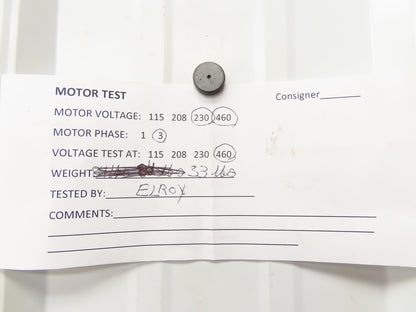 MOTOR TEST Consigner
MOTOR VOLTAGE: 115 208 230 460
MOTOR PHASE: 1 3
VOLTAGE TEST AT: 115 208 230 460
WEIGHT: 33 lbs
TESTED BY: ELROY
COMMENTS: